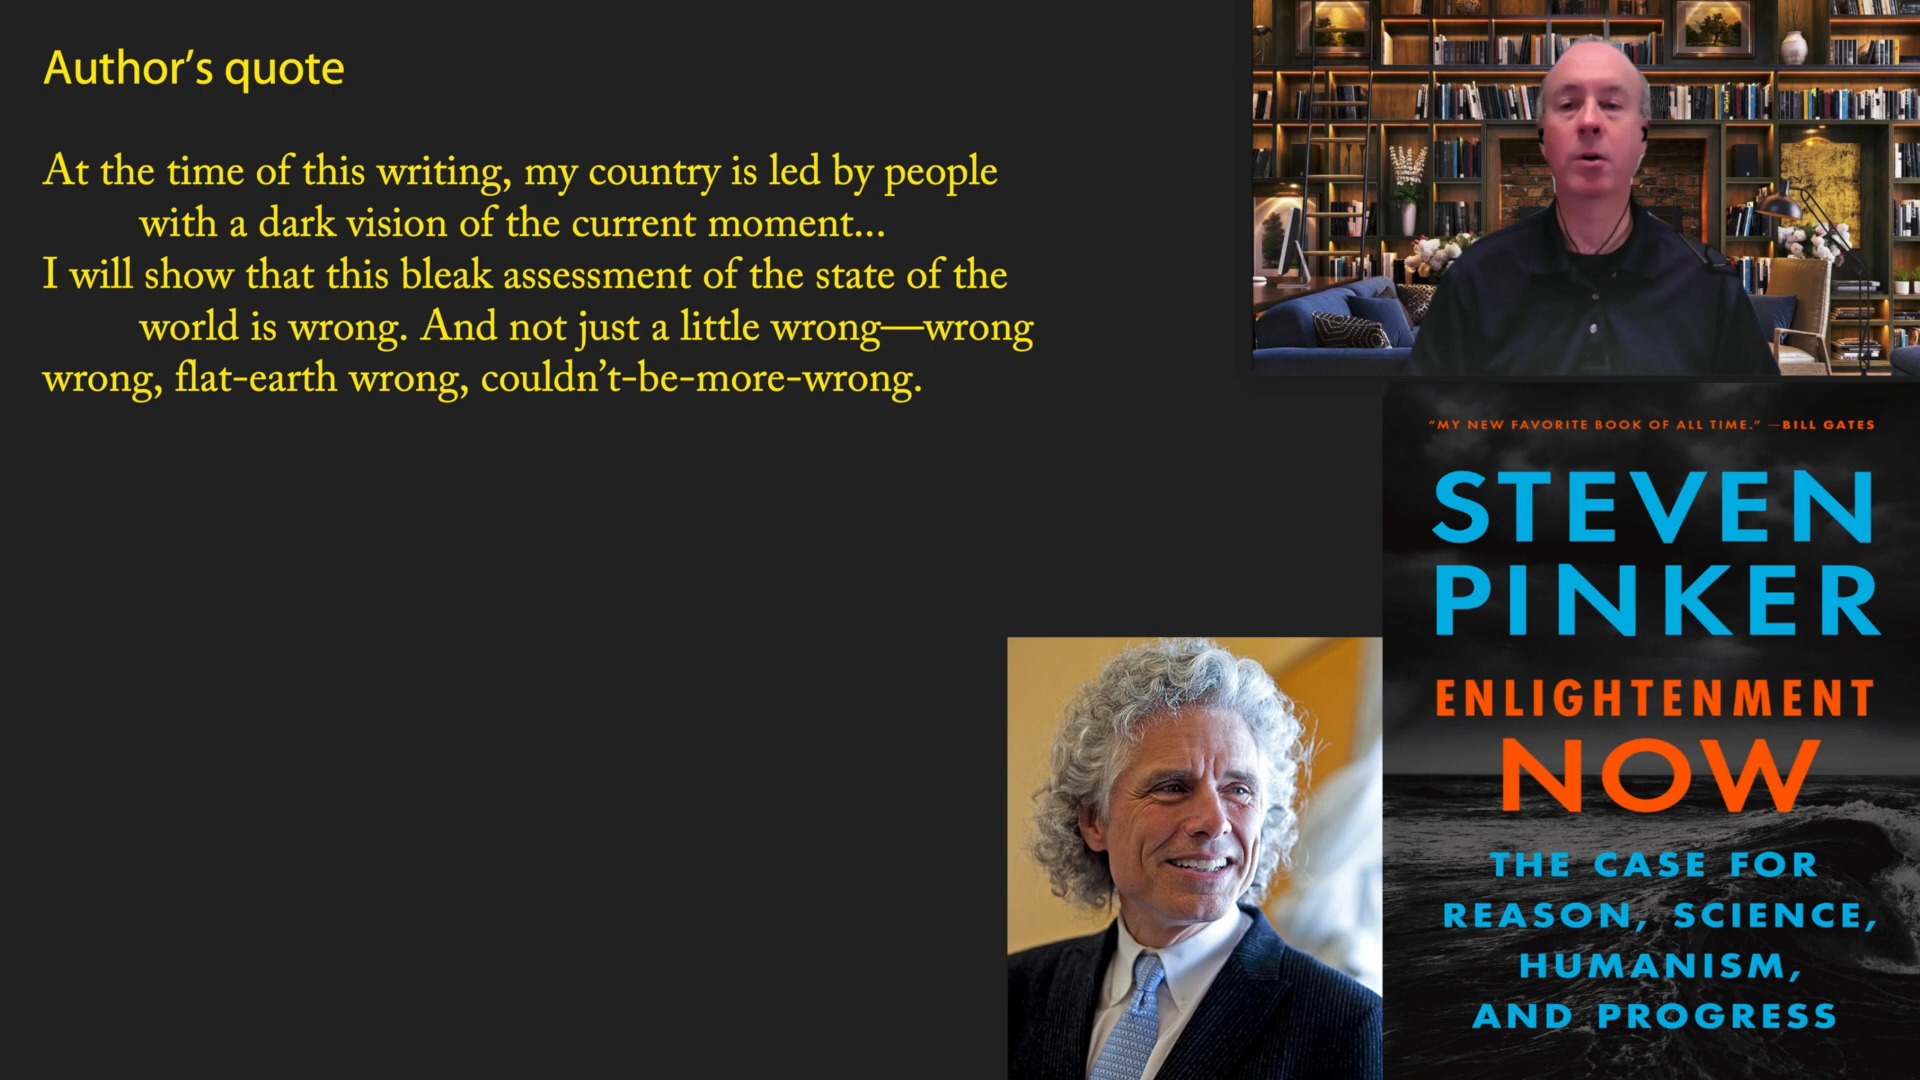 Author’s quote
At the time of this writing, my country is led by people
with a dark vision of the current moment...
I will show that this bleak assessment of the state of the
world is wrong. And not just a little wrong—wrong
wrong, flat-earth wrong, couldn’t-be-more-wrong.
“MY NEW FAVORITE BOOK OF ALL TIME.” —BILL GATES
STEVEN
PINKER
ENLIGHTENMENT
NOW
THE CASE FOR
REASON, SCIENCE,
HUMANISM,
AND PROGRESS